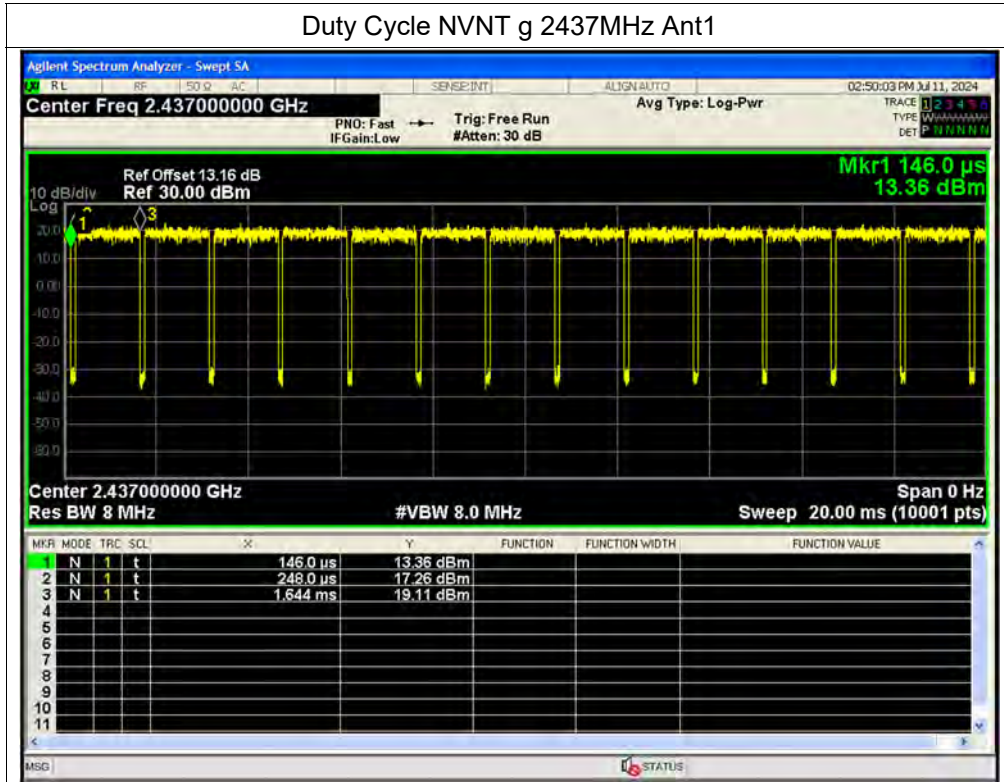 Duty Cycle NVNT g 2437MHz Ant1
Agilent Spectrum Analyzer - Swept SA
RL RF 50 Ω AC SENSE:INT ALIGN AUTO 02:50:03 PM Jul 11, 2024
Center Freq 2.437000000 GHz Avg Type: Log-Pwr TRACE 1 2 3 4 5 6
PNO: Fast Trig: Free Run TYPE W
IFGain:Low #Atten: 30 dB DET P N N N N N
Mkr1 146.0 µs
13.36 dBm
Ref Offset 13.16 dB
10 dB/div Ref 30.00 dBm
Log
1 3
20.0
10.0
0.00
-10.0
-20.0
-30.0
-40.0
-50.0
-60.0
Center 2.437000000 GHz Span 0 Hz
Res BW 8 MHz #VBW 8.0 MHz Sweep 20.00 ms (10001 pts)
MKR MODE TRC SCL X Y FUNCTION FUNCTION WIDTH FUNCTION VALUE
1 N 1 t 146.0 µs 13.36 dBm
2 N 1 t 248.0 µs 17.26 dBm
3 N 1 t 1.644 ms 19.11 dBm
4
5
6
7
8
9
10
11
MSG STATUS